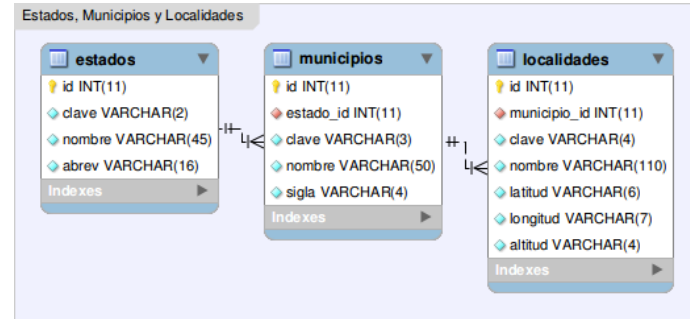 Estados, Municipios y Localidades
estados
id INT(11)
clave VARCHAR(2)
nombre VARCHAR(45)
abrev VARCHAR(16)
Indexes
municipios
id INT(11)
estado_id INT(11)
clave VARCHAR(3)
nombre VARCHAR(50)
sigla VARCHAR(4)
Indexes
localidades
id INT(11)
municipio_id INT(11)
clave VARCHAR(4)
nombre VARCHAR(110)
latitud VARCHAR(6)
longitud VARCHAR(7)
altitud VARCHAR(4)
Indexes